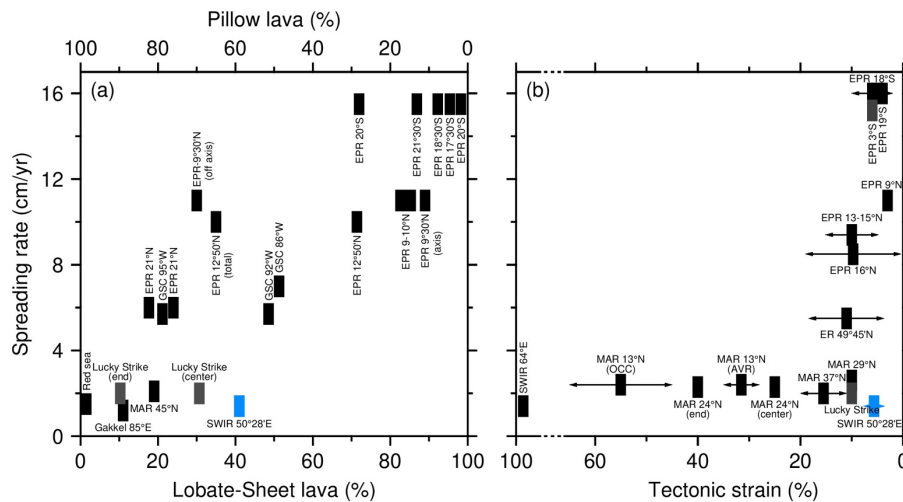 Pillow lava (%)
100 80 60 40 20 0
(a)
16
12
8
4
0
Spreading rate (cm/yr)
EPR-9°30'N
(off axis)
EPR 20°S
EPR 21°30'S
EPR 18°30'S
EPR 17°30'S
EPR 20°S
EPR 12°50'N
(total)
EPR 12°50'N
EPR 9-10°N
EPR 9°30'N
(axis)
EPR 21°N
GSC 95°W
EPR 21°N
GSC 92°W
GSC 86°W
Red sea
Lucky Strike
(end)
Lucky Strike
(center)
MAR 45°N
Gakkel 85°E
SWIR 50°28'E
0 20 40 60 80 100
Lobate-Sheet lava (%)
(b)
EPR 18°S
EPR 3°S
EPR 19°S
EPR 9°N
EPR 13-15°N
EPR 16°N
ER 49°45'N
SWIR 64°E
MAR 13°N
(OCC)
MAR 24°N
(end)
MAR 13°N
(AVR)
MAR 24°N
(center)
MAR 37°N
MAR 29°N
Lucky Strike
SWIR 50°28'E
100 60 40 20 0
Tectonic strain (%)